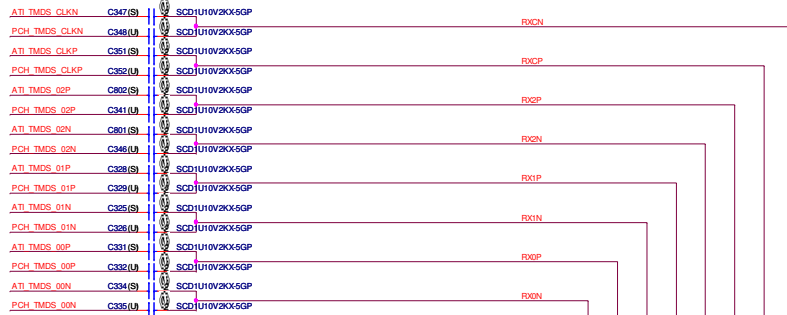 ATI_TMDS_CLKN C347(S) SCD1U10V2KX-5GP
RXCN
PCH_TMDS_CLKN C348(U) SCD1U10V2KX-5GP
ATI_TMDS_CLKP C351(S) SCD1U10V2KX-5GP
RXCP
PCH_TMDS_CLKP C352(U) SCD1U10V2KX-5GP
ATI_TMDS_02P C802(S) SCD1U10V2KX-5GP
RX2P
PCH_TMDS_02P C341(U) SCD1U10V2KX-5GP
ATI_TMDS_02N C801(S) SCD1U10V2KX-5GP
RX2N
PCH_TMDS_02N C346(U) SCD1U10V2KX-5GP
ATI_TMDS_01P C328(S) SCD1U10V2KX-5GP
RX1P
PCH_TMDS_01P C329(U) SCD1U10V2KX-5GP
ATI_TMDS_01N C325(S) SCD1U10V2KX-5GP
RX1N
PCH_TMDS_01N C326(U) SCD1U10V2KX-5GP
ATI_TMDS_00P C331(S) SCD1U10V2KX-5GP
RX0P
PCH_TMDS_00P C332(U) SCD1U10V2KX-5GP
ATI_TMDS_00N C334(S) SCD1U10V2KX-5GP
RX0N
PCH_TMDS_00N C335(U) SCD1U10V2KX-5GP